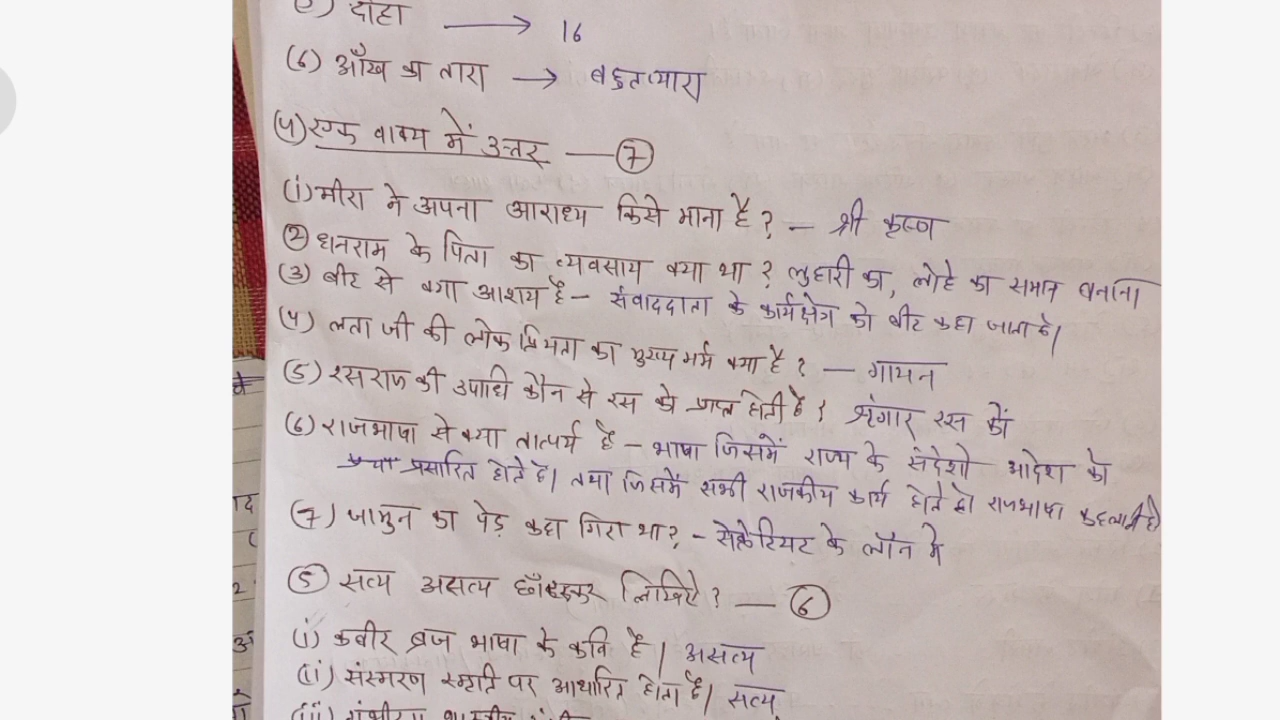 दोहा ⟶ 16
(6) आँख का तारा → बहुत प्यारा
(4) एक वाक्य में उत्तर — 7
(i) मीरा ने अपना आराध्य किसे माना है? — श्री कृष्ण
(2) धनराम के पिता का व्यवसाय क्या था? लुहारी का, लोहे का समान बनाना
(3) बीट से क्या आशय है – संवाददाता के कार्यक्षेत्र को बीट कहा जाता है।
(4) लता जी की लोकप्रियता का मुख्य मर्म क्या है? — गायन
(5) रसराज की उपाधि कौन से रस को प्राप्त होती है? श्रृंगार रस को
(6) राजभाषा से क्या तात्पर्य है – भाषा जिसमें राज्य के संदेशो आदेश को
प्रसारित होते है। तथा जिसमें सभी राजकीय कार्य होते हो राजभाषा कहलाती है
(7) जामुन का पेड़ कहा गिरा था? – सेक्रेटियट के लॉन मे
(5) सत्य असत्य छाँटकर लिखिऐ? — 6
(i) कबीर ब्रज भाषा के कवि है। असत्य
(ii) संस्मरण स्मृति पर आधारित होता है। सत्य